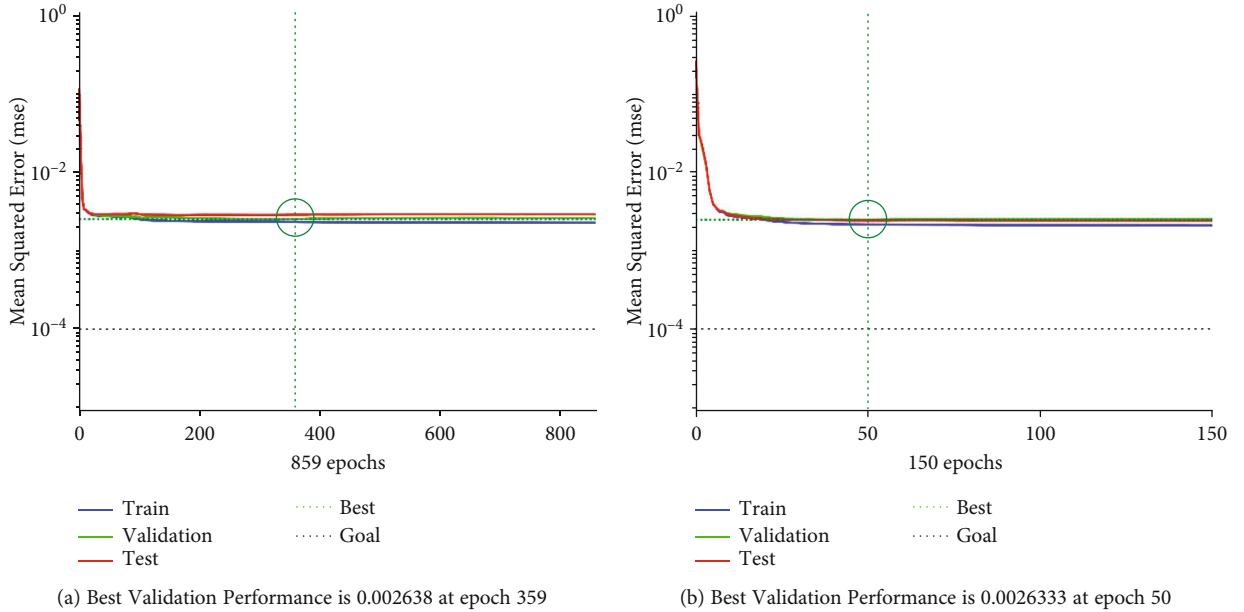 Mean Squared Error (mse)
10^0
10^-2
10^-4
0 200 400 600 800
859 epochs
Train
Validation
Test
Best
Goal
(a) Best Validation Performance is 0.002638 at epoch 359
Mean Squared Error (mse)
10^0
10^-2
10^-4
0 50 100 150
150 epochs
Train
Validation
Test
Best
Goal
(b) Best Validation Performance is 0.0026333 at epoch 50